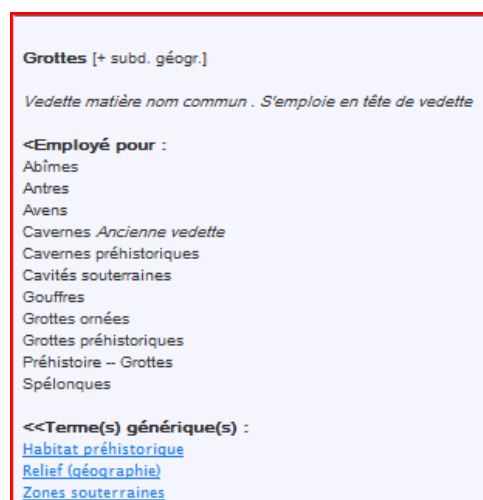 Grottes [+ subd. géogr.]
Vedette matière nom commun . S'emploie en tête de vedette
<Employé pour :
Abîmes
Antres
Avens
Cavernes Ancienne vedette
Cavernes préhistoriques
Cavités souterraines
Gouffres
Grottes ornées
Grottes préhistoriques
Préhistoire -- Grottes
Spélonques
<<Terme(s) générique(s) :
Habitat préhistorique
Relief (géographie)
Zones souterraines